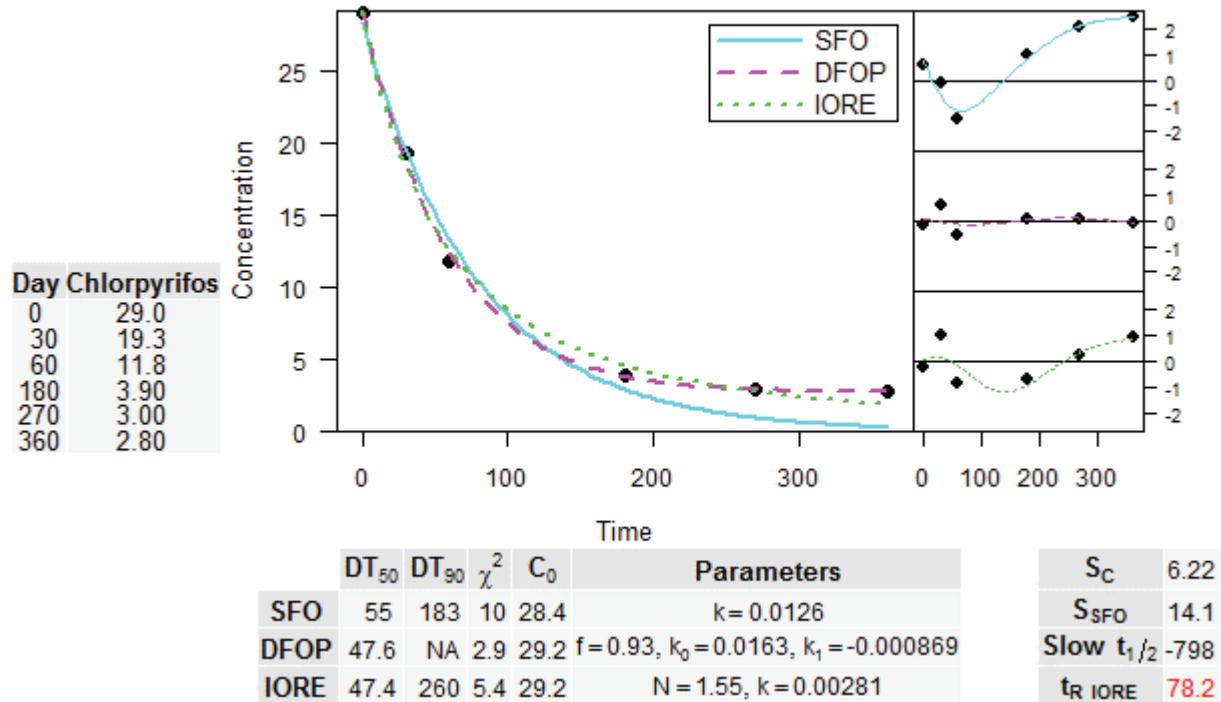 SFO
DFOP
IORE
Concentration
25
20
15
10
5
0
0 100 200 300
Time
2
1
0
-1
-2
2
1
0
-1
-2
2
1
0
-1
-2
0 100 200 300
Day Chlorpyrifos
0 29.0
30 19.3
60 11.8
180 3.90
270 3.00
360 2.80
DT₅₀ DT₉₀ χ² C₀ Parameters
SFO 55 183 10 28.4 k = 0.0126
DFOP 47.6 NA 2.9 29.2 f = 0.93, k₀ = 0.0163, k₁ = -0.000869
IORE 47.4 260 5.4 29.2 N = 1.55, k = 0.00281
S_C 6.22
S_SFO 14.1
Slow t₁/₂ -798
t_R IORE 78.2